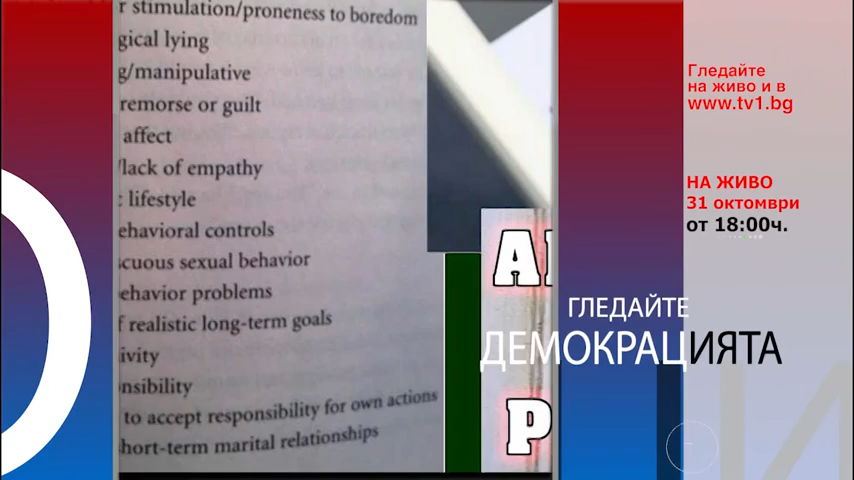 r stimulation/proneness to boredom
gical lying
g/manipulative
remorse or guilt
affect
/lack of empathy
lifestyle
ehavioral controls
scuous sexual behavior
ehavior problems
f realistic long-term goals
ivity
nsibility
to accept responsibility for own actions
hort-term marital relationships
A
P
Гледайте
на живо и в
www.tv1.bg
НА ЖИВО
31 октомври
от 18:00ч.
ГЛЕДАЙТЕ
ДЕМОКРАЦИЯТА